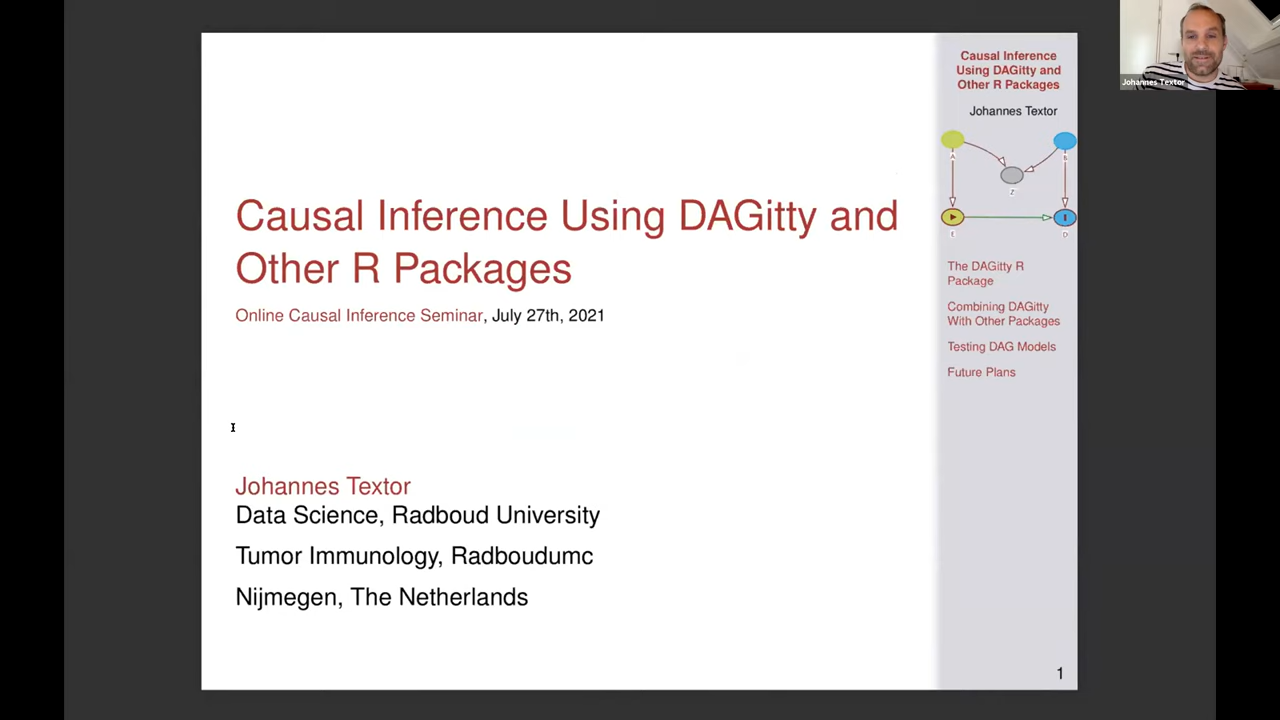 Causal Inference Using DAGitty and
Other R Packages
Online Causal Inference Seminar, July 27th, 2021
Johannes Textor
Data Science, Radboud University
Tumor Immunology, Radboudumc
Nijmegen, The Netherlands
Causal Inference
Using DAGitty and
Other R Packages
Johannes Textor
A
B
Z
E
D
The DAGitty R
Package
Combining DAGitty
With Other Packages
Testing DAG Models
Future Plans
1
Johannes Textor